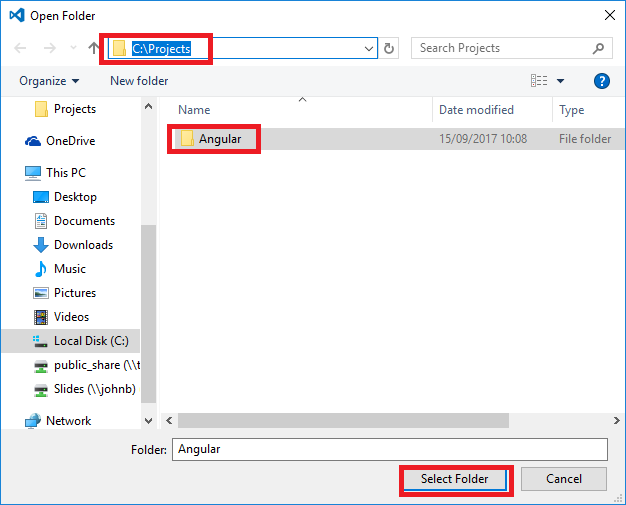 Open Folder
C:\Projects
Search Projects
Organize
New folder
?
Name
Date modified
Type
Angular
15/09/2017 10:08
File folder
Projects
OneDrive
This PC
Desktop
Documents
Downloads
Music
Pictures
Videos
Local Disk (C:)
public_share (\\t
Slides (\\johnb)
Network
Folder:
Angular
Select Folder
Cancel